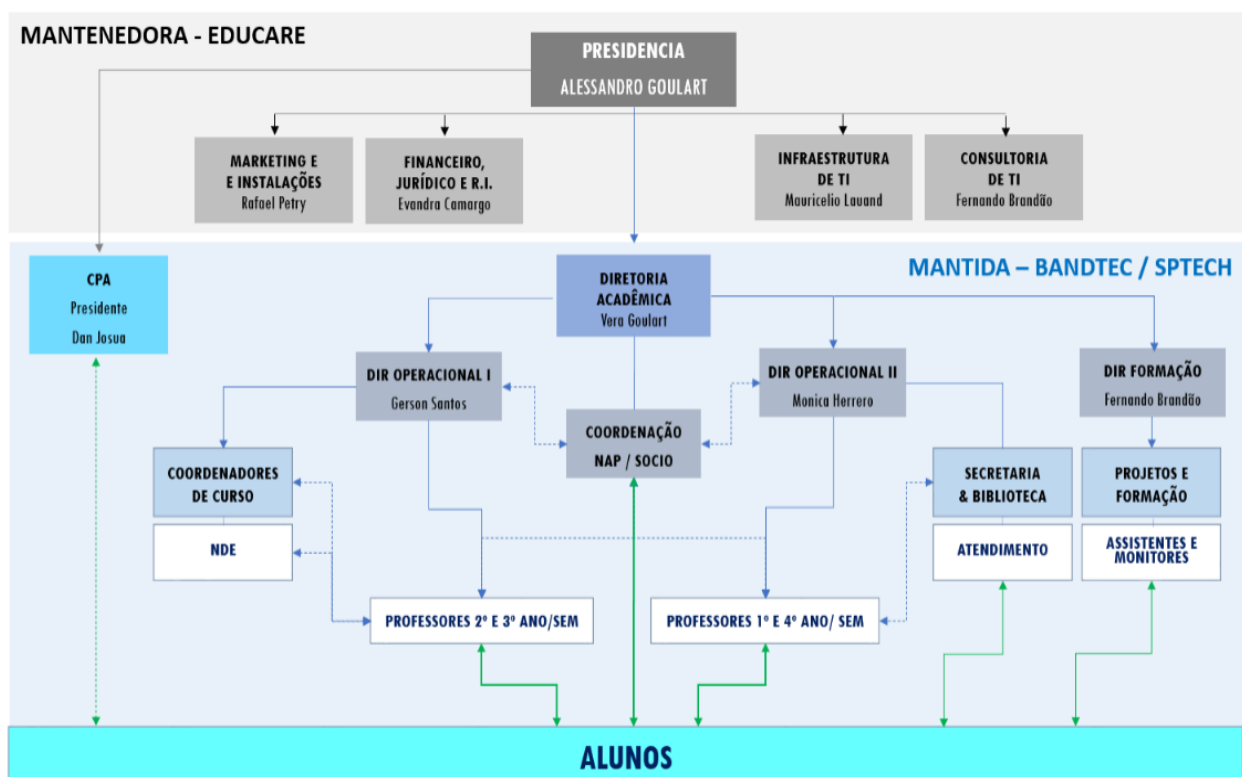 MANTENEDORA - EDUCARE
PRESIDENCIA
ALESSANDRO GOULART
MARKETING E
E INSTALAÇÕES
Rafael Petry
FINANCEIRO,
JURÍDICO E R.I.
Evandra Camargo
INFRAESTRUTURA
DE TI
Mauricelio Lauand
CONSULTORIA
DE TI
Fernando Brandão
MANTIDA – BANDTEC / SPTECH
CPA
Presidente
Dan Josua
DIRETORIA
ACADÊMICA
Vera Goulart
DIR OPERACIONAL I
Gerson Santos
DIR OPERACIONAL II
Monica Herrero
DIR FORMAÇÃO
Fernando Brandão
COORDENAÇÃO
NAP / SOCIO
COORDENADORES
DE CURSO
NDE
SECRETARIA
& BIBLIOTECA
ATENDIMENTO
PROJETOS E
FORMAÇÃO
ASSISTENTES E
MONITORES
PROFESSORES 2º E 3º ANO/SEM
PROFESSORES 1º E 4º ANO/ SEM
ALUNOS